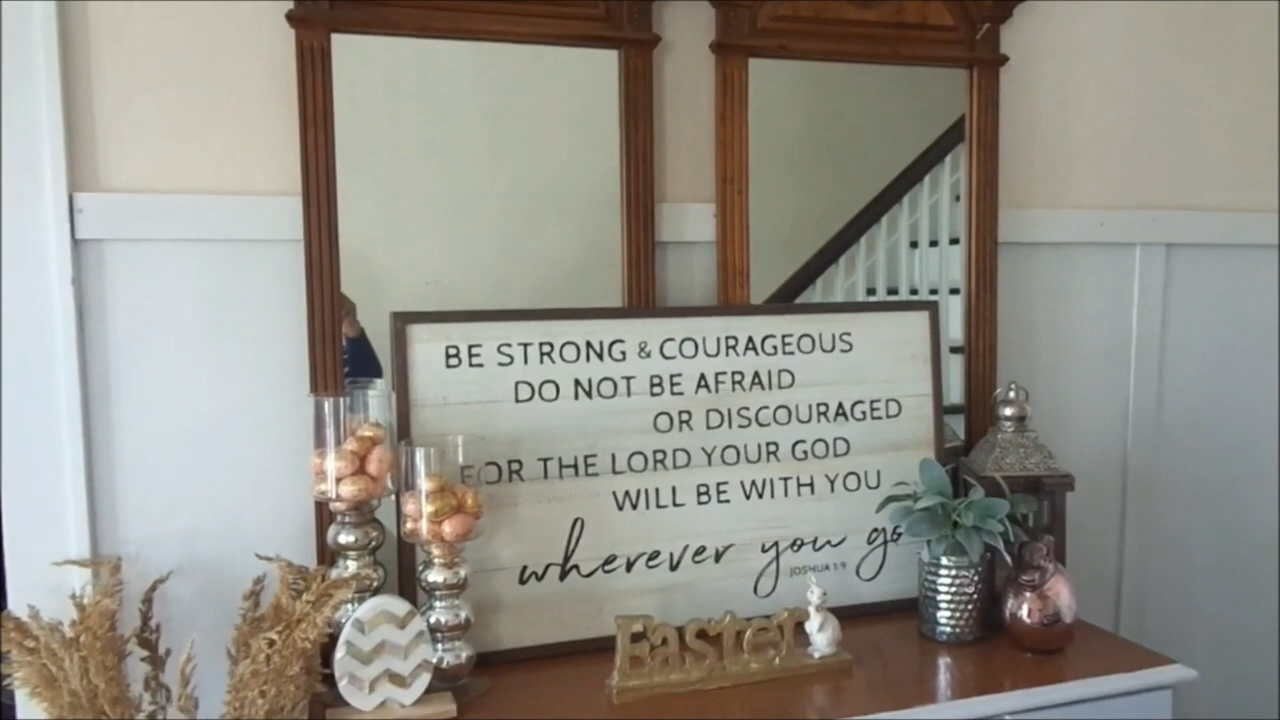 BE STRONG & COURAGEOUS
DO NOT BE AFRAID
OR DISCOURAGED
FOR THE LORD YOUR GOD
WILL BE WITH YOU
wherever you go
JOSHUA 1:9
Easter